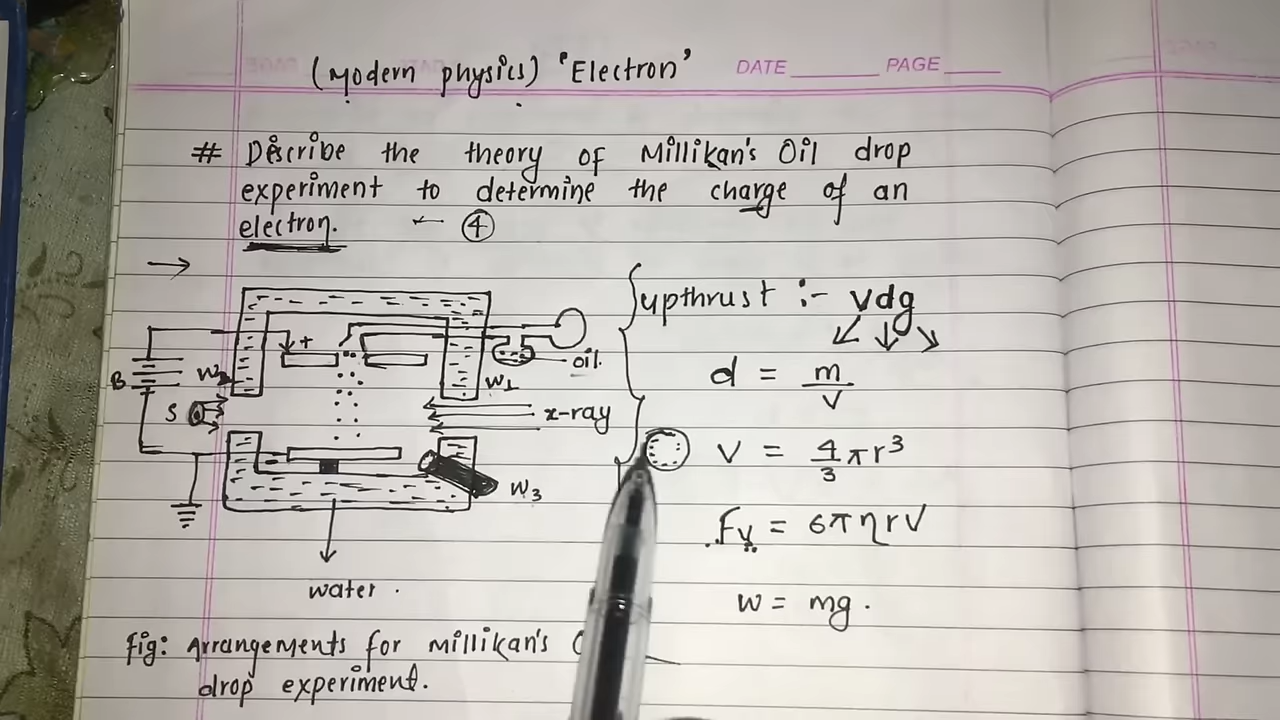 (Modern physics) 'Electron'
DATE PAGE
# Describe the theory of Millikan's Oil drop
experiment to determine the charge of an
electron. ← ④
→
upthrust :- vdg
d = m/v
V = 4/3 πr³
Fv = 6πηrV
W = mg.
+
oil.
B
W₁
S
x-ray
W₃
water.
fig: Arrangements for Millikan's
drop experiment.